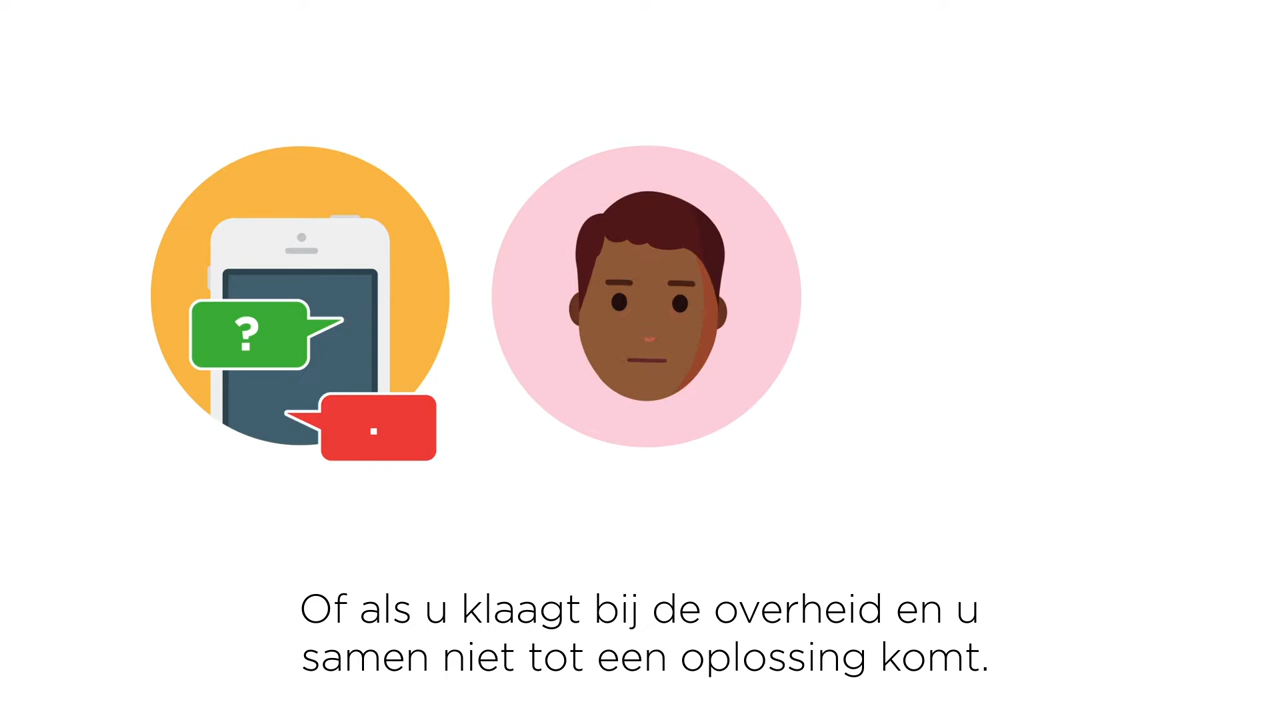 ?
.
Of als u klaagt bij de overheid en u
samen niet tot een oplossing komt.